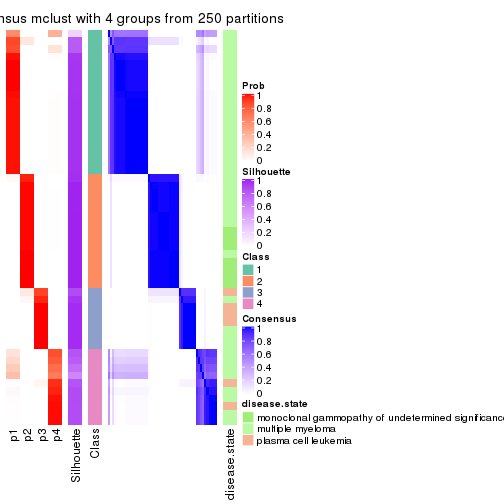 nsus mclust with 4 groups from 250 partitions
Prob
1
0.8
0.6
0.4
0.2
0
Silhouette
1
0.8
0.6
0.4
0.2
0
Class
1
2
3
4
Consensus
1
0.8
0.6
0.4
0.2
0
disease.state
monoclonal gammopathy of undetermined significance
multiple myeloma
plasma cell leukemia
p1
p2
p3
p4
Silhouette
Class
disease.state